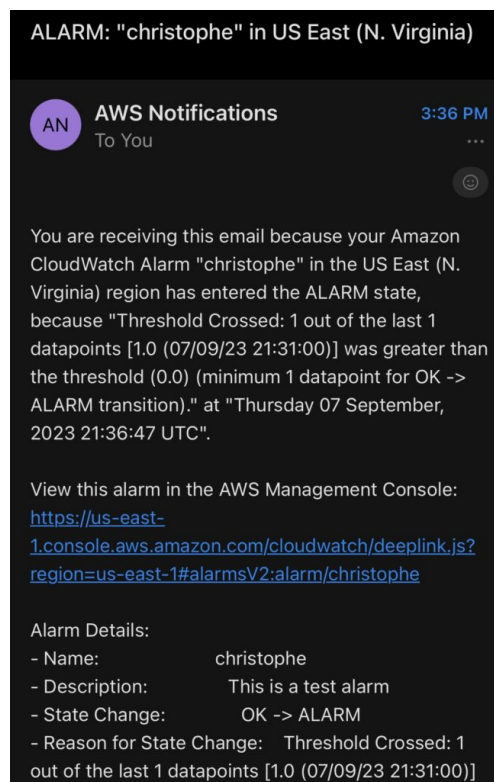 ALARM: "christophe" in US East (N. Virginia)
AN
AWS Notifications
3:36 PM
To You
You are receiving this email because your Amazon
CloudWatch Alarm "christophe" in the US East (N.
Virginia) region has entered the ALARM state,
because "Threshold Crossed: 1 out of the last 1
datapoints [1.0 (07/09/23 21:31:00)] was greater than
the threshold (0.0) (minimum 1 datapoint for OK ->
ALARM transition)." at "Thursday 07 September,
2023 21:36:47 UTC".
View this alarm in the AWS Management Console:
https://us-east-
1.console.aws.amazon.com/cloudwatch/deeplink.js?
region=us-east-1#alarmsV2:alarm/christophe
Alarm Details:
- Name: christophe
- Description: This is a test alarm
- State Change: OK -> ALARM
- Reason for State Change: Threshold Crossed: 1
out of the last 1 datapoints [1.0 (07/09/23 21:31:00)]